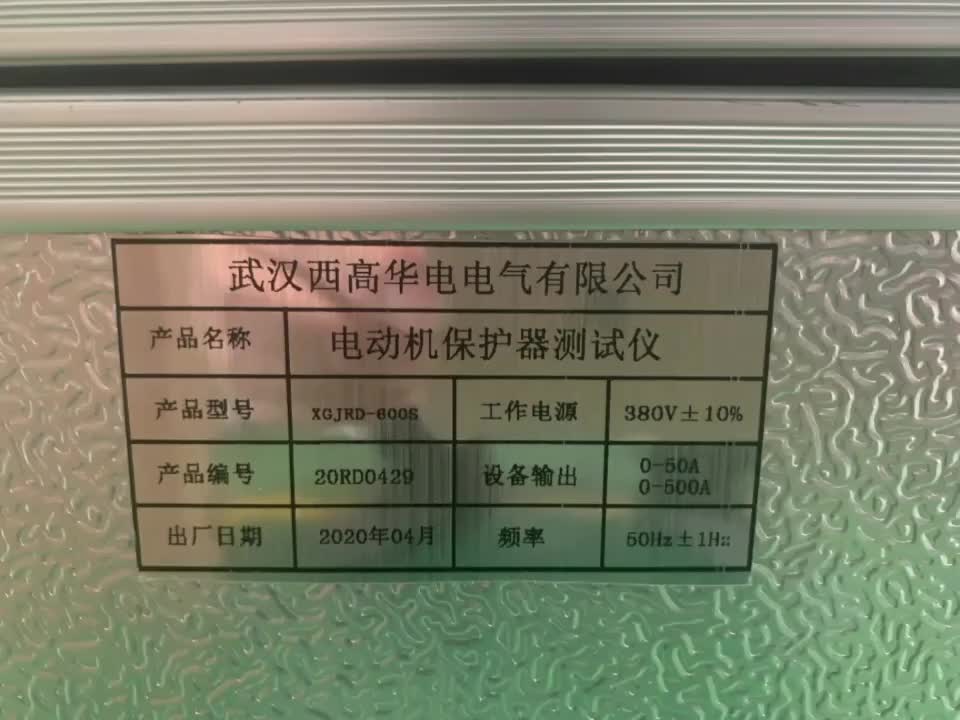 武汉西高华电电气有限公司
产品名称 电动机保护器测试仪
产品型号 XGJRD-600S 工作电源 380V±10%
产品编号 20RD0429 设备输出 0-50A
0-500A
出厂日期 2020年04月 频率 50Hz±1Hz